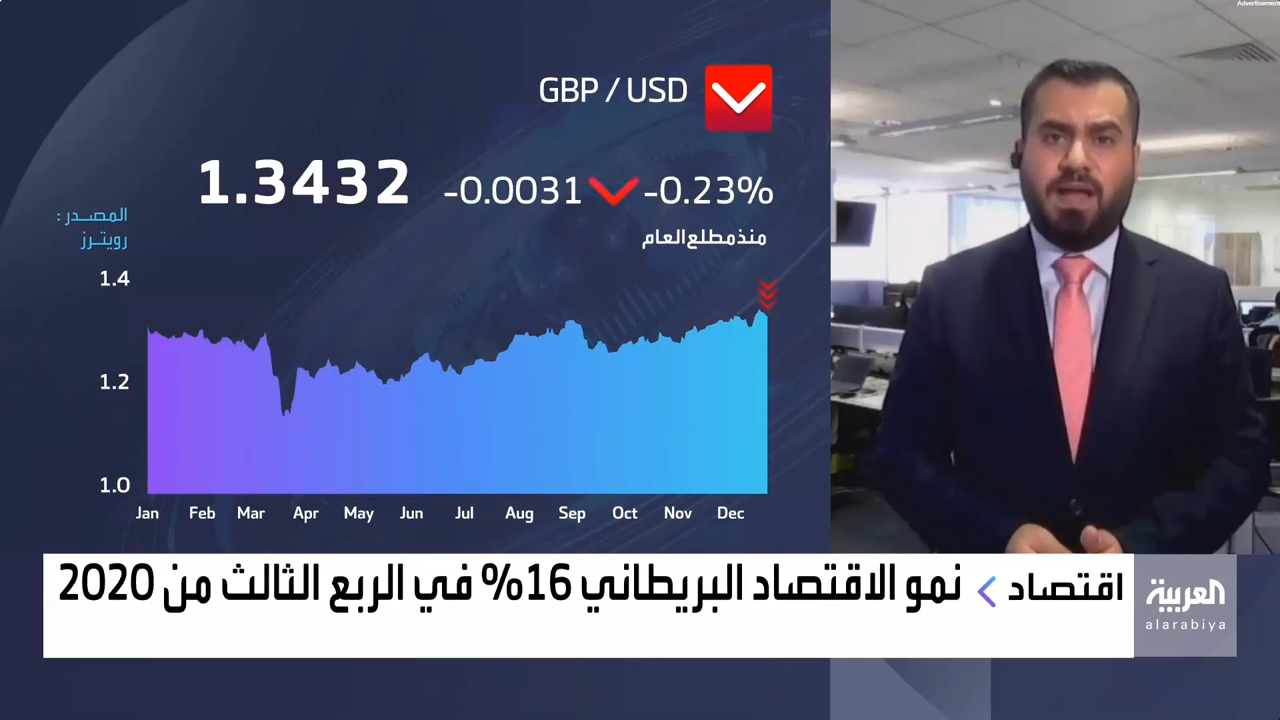 Advertisement
GBP / USD
1.3432 -0.0031 -0.23%
منذ مطلع العام
المصدر :
رويترز
1.4
1.2
1.0
Jan Feb Mar Apr May Jun Jul Aug Sep Oct Nov Dec
اقتصاد
نمو الاقتصاد البريطاني 16% في الربع الثالث من 2020
العربية
alarabiya